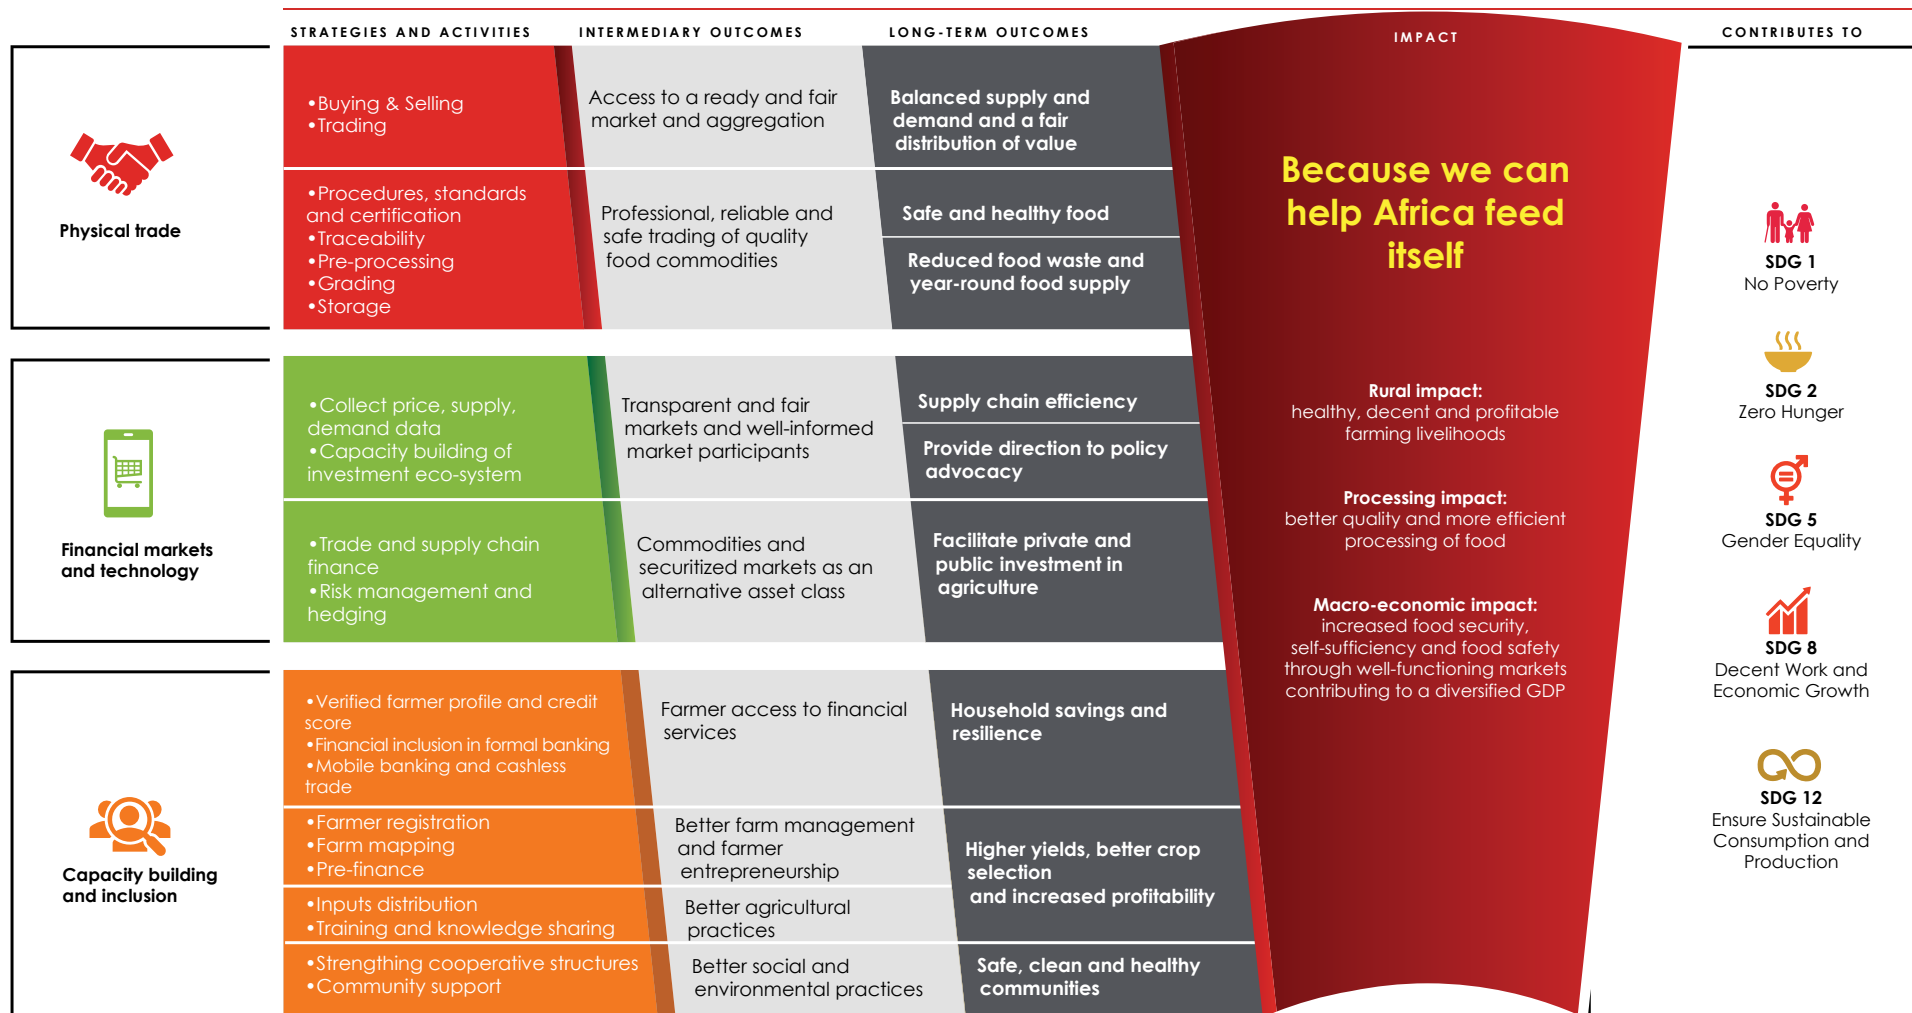 STRATEGIES AND ACTIVITIES
INTERMEDIARY OUTCOMES
LONG-TERM OUTCOMES
IMPACT
CONTRIBUTES TO
Physical trade
•Buying & Selling
•Trading
Access to a ready and fair
market and aggregation
Balanced supply and
demand and a fair
distribution of value
•Procedures, standards
and certification
•Traceability
•Pre-processing
•Grading
•Storage
Professional, reliable and
safe trading of quality
food commodities
Safe and healthy food
Reduced food waste and
year-round food supply
Financial markets
and technology
•Collect price, supply,
demand data
•Capacity building of
investment eco-system
Transparent and fair
markets and well-informed
market participants
Supply chain efficiency
Provide direction to policy
advocacy
•Trade and supply chain
finance
•Risk management and
hedging
Commodities and
securitized markets as an
alternative asset class
Facilitate private and
public investment in
agriculture
Capacity building
and inclusion
•Verified farmer profile and credit
score
•Financial inclusion in formal banking
•Mobile banking and cashless
trade
Farmer access to financial
services
Household savings and
resilience
•Farmer registration
•Farm mapping
•Pre-finance
Better farm management
and farmer
entrepreneurship
Higher yields, better crop
selection
and increased profitability
•Inputs distribution
•Training and knowledge sharing
Better agricultural
practices
•Strengthing cooperative structures
•Community support
Better social and
environmental practices
Safe, clean and healthy
communities
Because we can
help Africa feed
itself
Rural impact:
healthy, decent and profitable
farming livelihoods
Processing impact:
better quality and more efficient
processing of food
Macro-economic impact:
increased food security,
self-sufficiency and food safety
through well-functioning markets
contributing to a diversified GDP
SDG 1
No Poverty
SDG 2
Zero Hunger
SDG 5
Gender Equality
SDG 8
Decent Work and
Economic Growth
SDG 12
Ensure Sustainable
Consumption and
Production